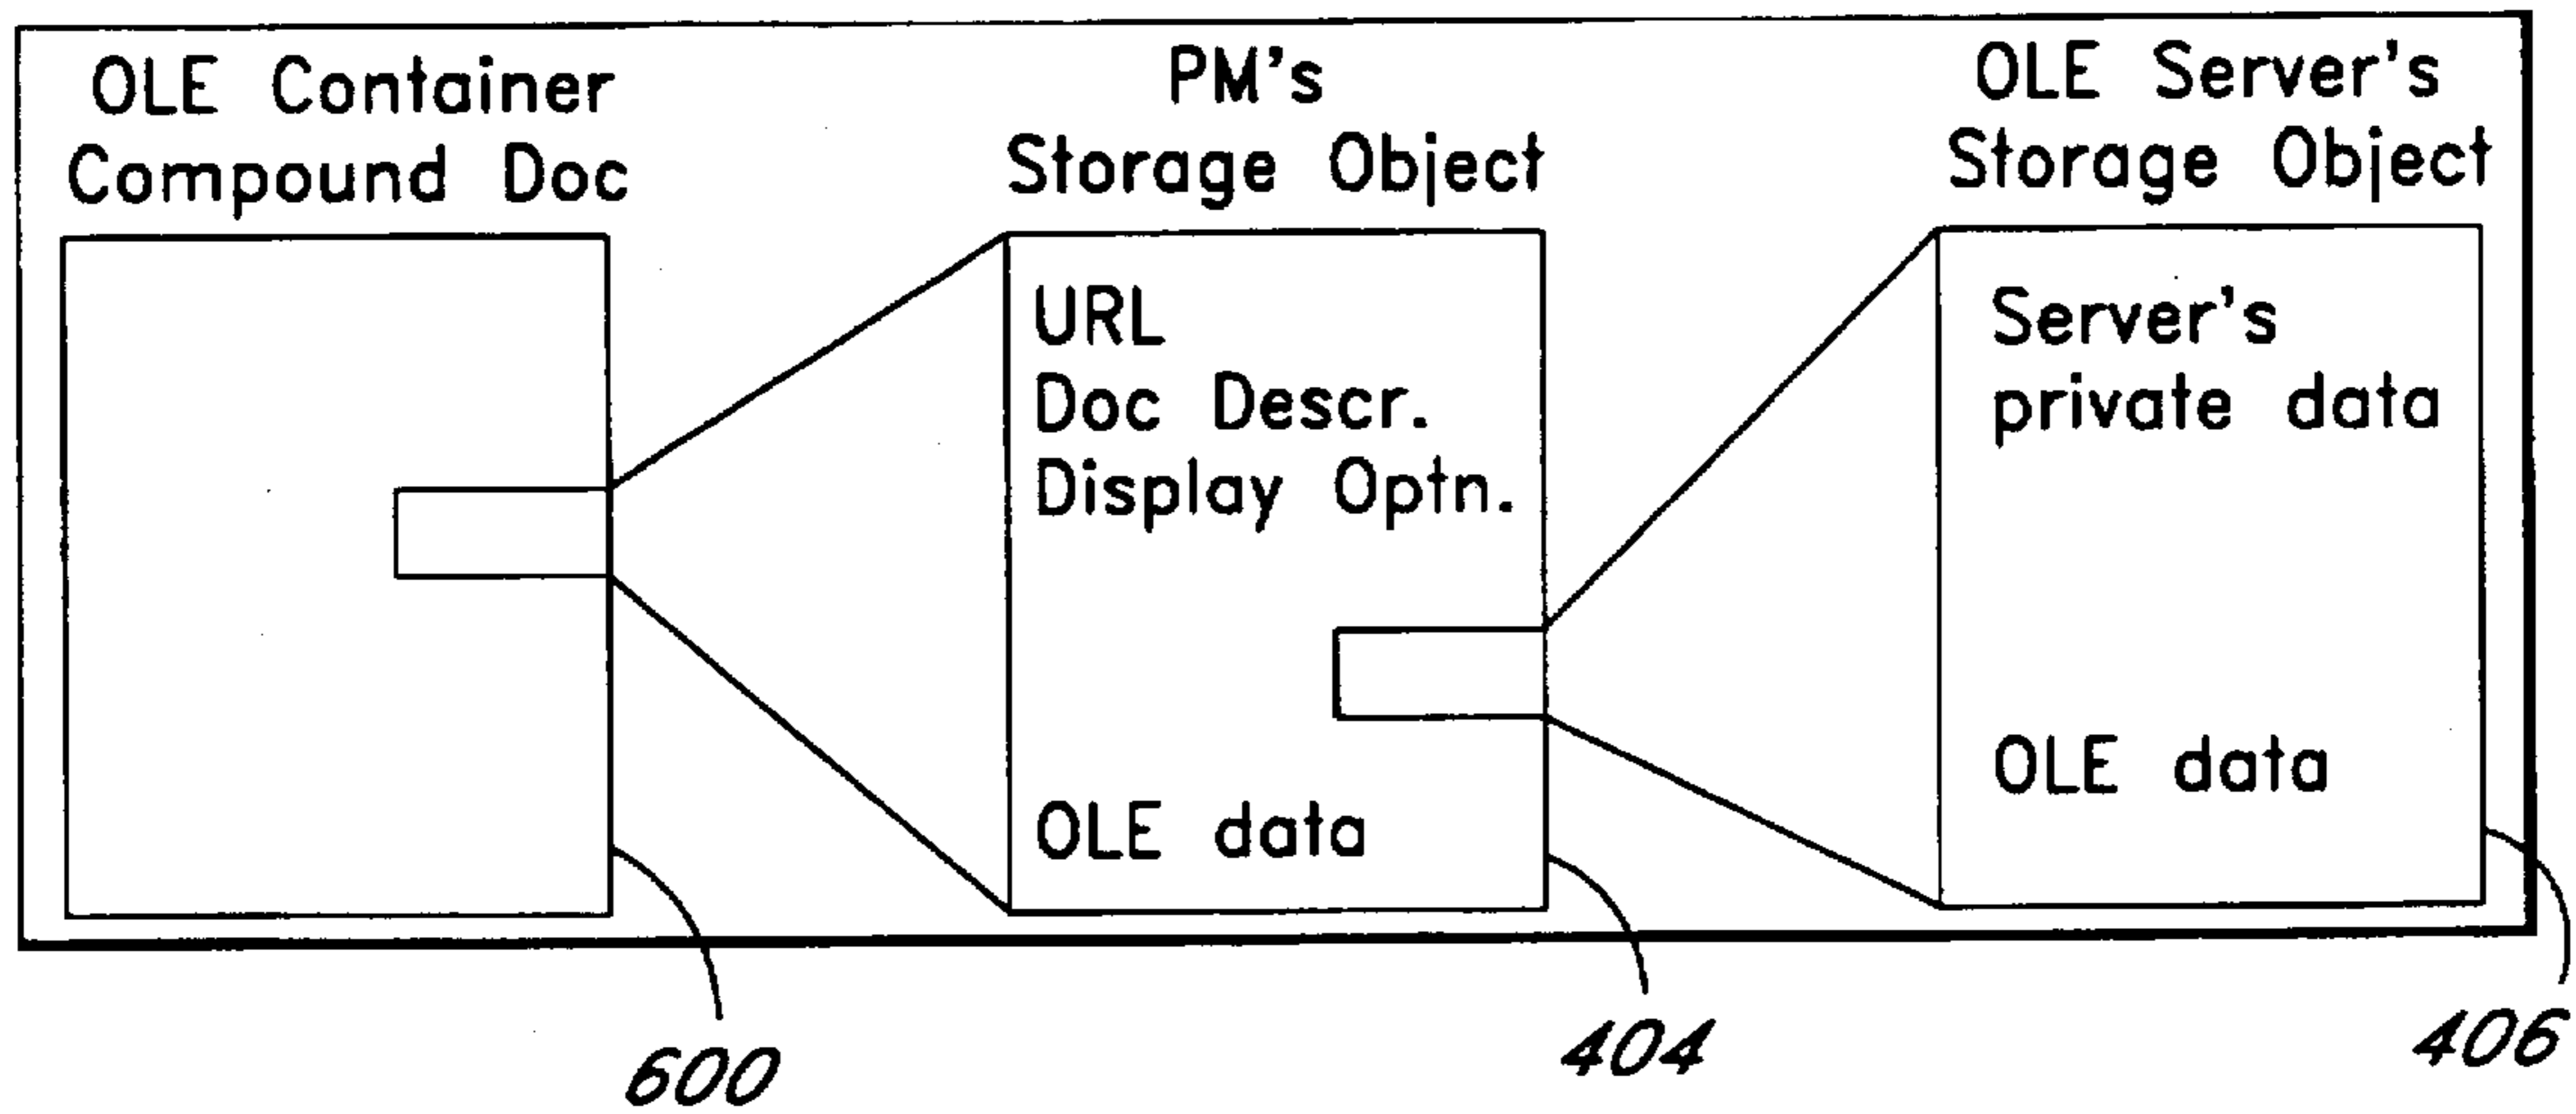 OLE Container
Compound Doc
PM's
Storage Object
OLE Server's
Storage Object
URL
Doc Descr.
Display Optn.
OLE data
Server's
private data
OLE data
600
404
406